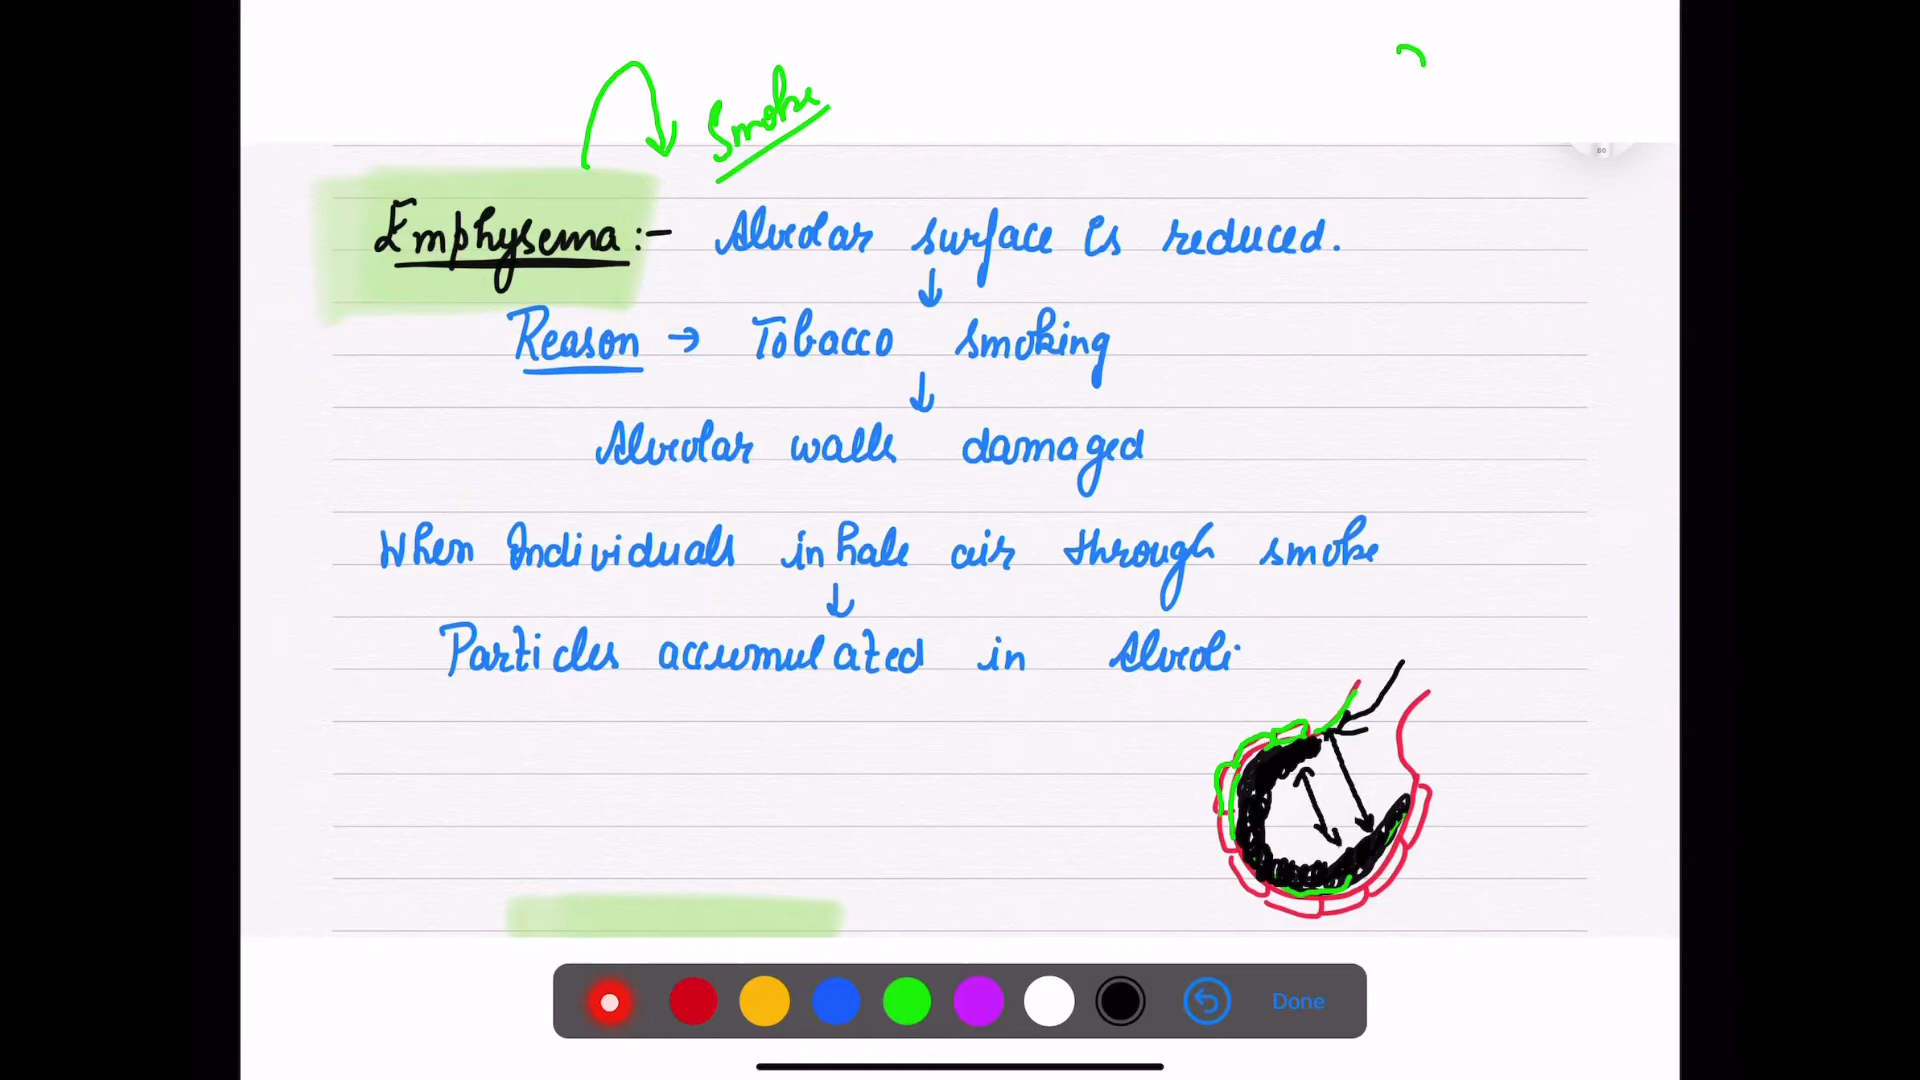 Smoke
Emphysema :- Alveolar surface is reduced.
Reason → Tobacco smoking
Alveolar walls damaged
When Individuals inhale air through smoke
Particles accumulated in Alveoli
Done